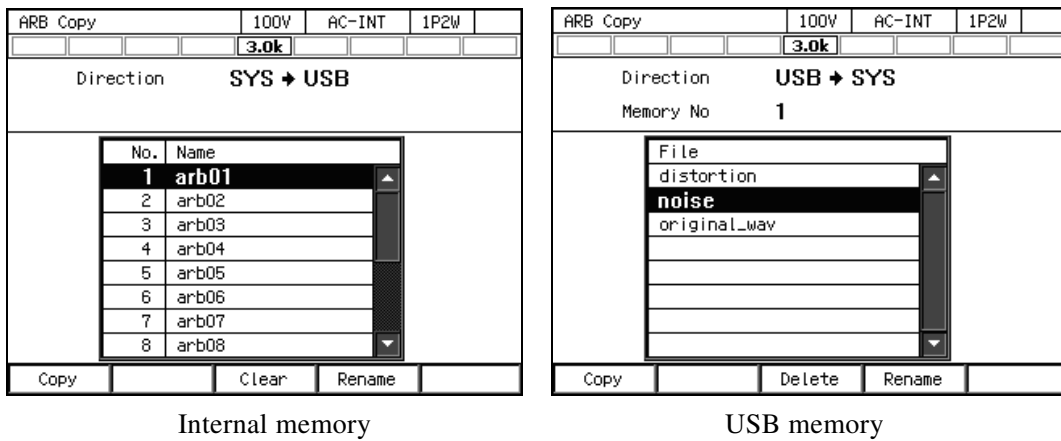 ARB Copy 100V AC-INT 1P2W
3.0k
Direction SYS → USB
No. Name
1 arb01
2 arb02
3 arb03
4 arb04
5 arb05
6 arb06
7 arb07
8 arb08
Copy Clear Rename
Internal memory
ARB Copy 100V AC-INT 1P2W
3.0k
Direction USB → SYS
Memory No 1
File
distortion
noise
original_wav
Copy Delete Rename
USB memory